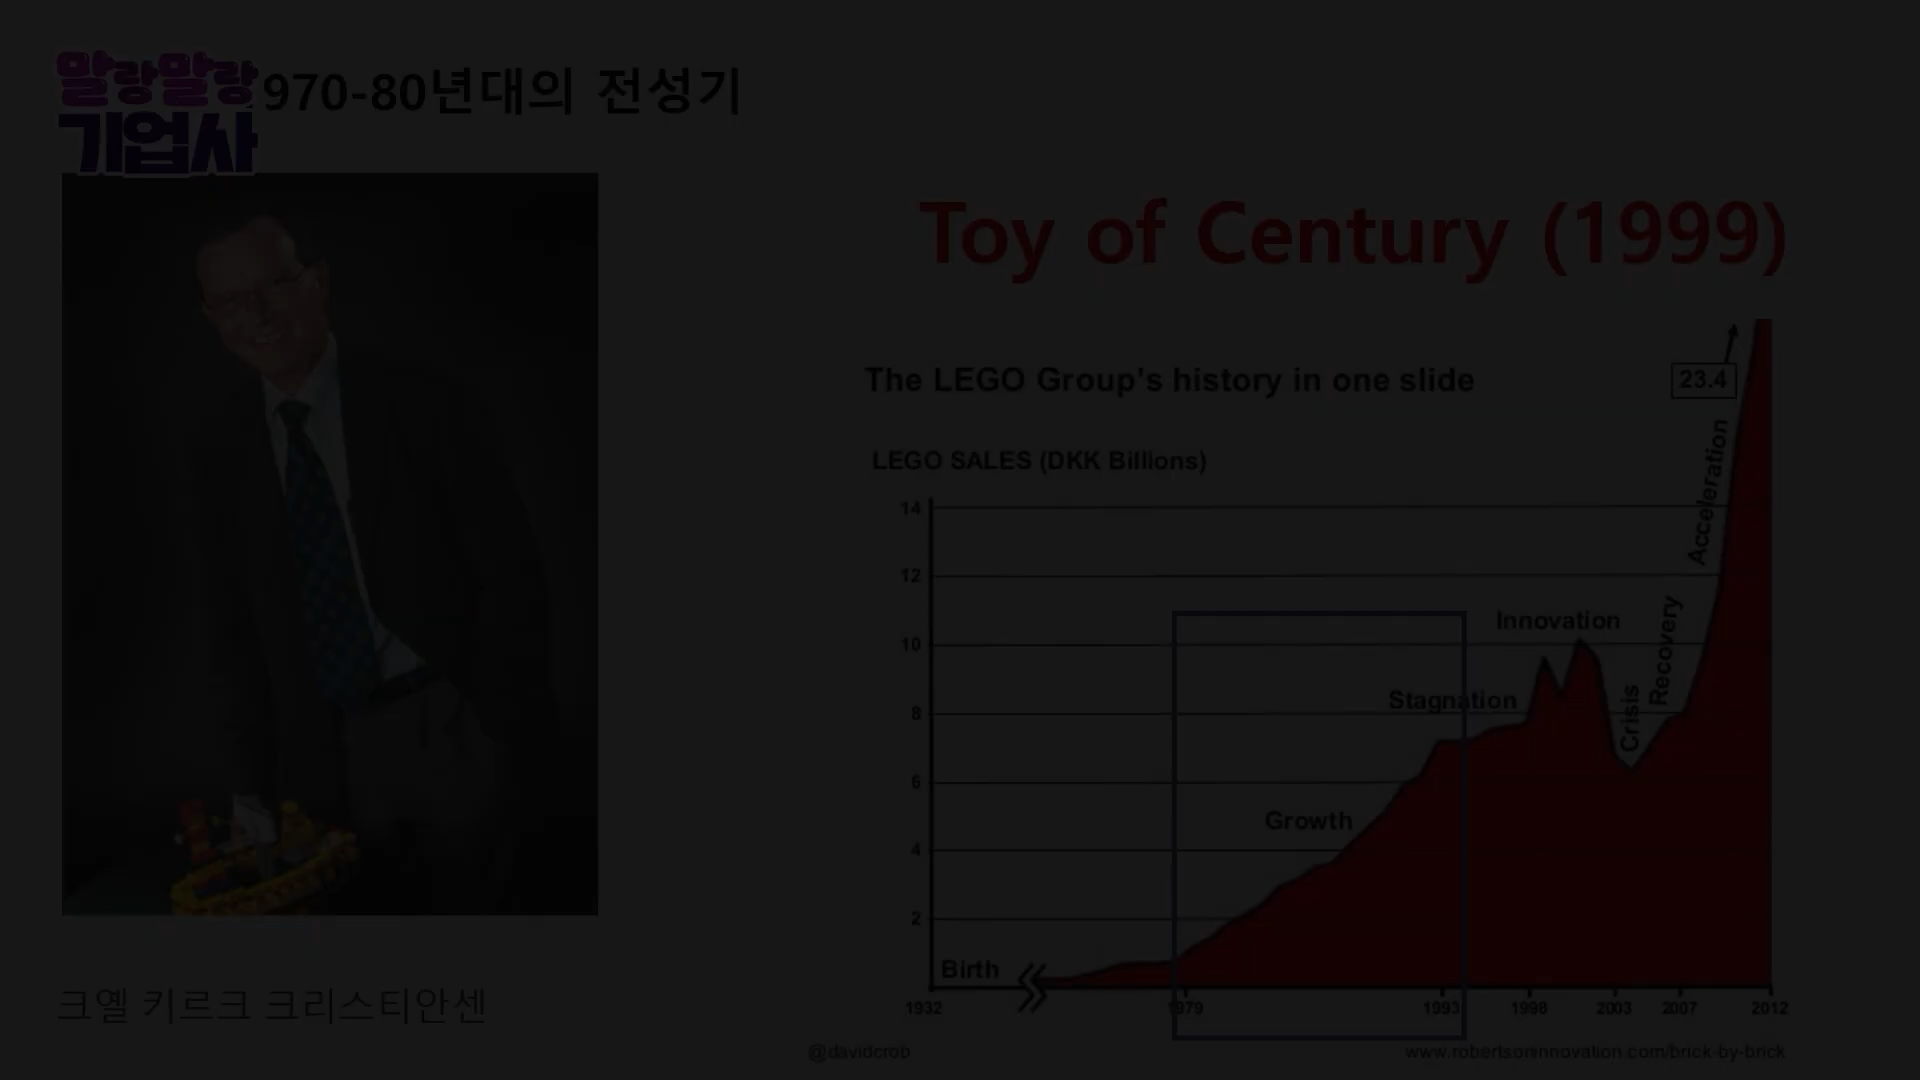 말랑말랑
기업사
970-80년대의 전성기
Toy of Century (1999)
The LEGO Group's history in one slide
23.4
LEGO SALES (DKK Billions)
14
12
10
8
6
4
2
Acceleration
Recovery
Innovation
Crisis
Stagnation
Growth
Birth
1932
1979
1993
1998
2003
2007
2012
크옐 키르크 크리스티안센
@davidcrob
www.robertsoninnovation.com/brick-by-brick